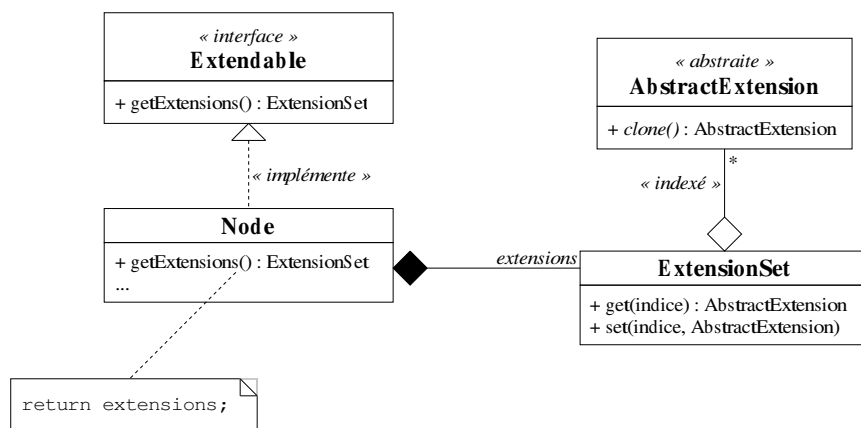 « interface »
Extendable
+ getExtensions() : ExtensionSet
« implémente »
Node
+ getExtensions() : ExtensionSet
...
return extensions;
extensions
« abstraite »
AbstractExtension
+ clone() : AbstractExtension
*
« indexé »
ExtensionSet
+ get(indice) : AbstractExtension
+ set(indice, AbstractExtension)